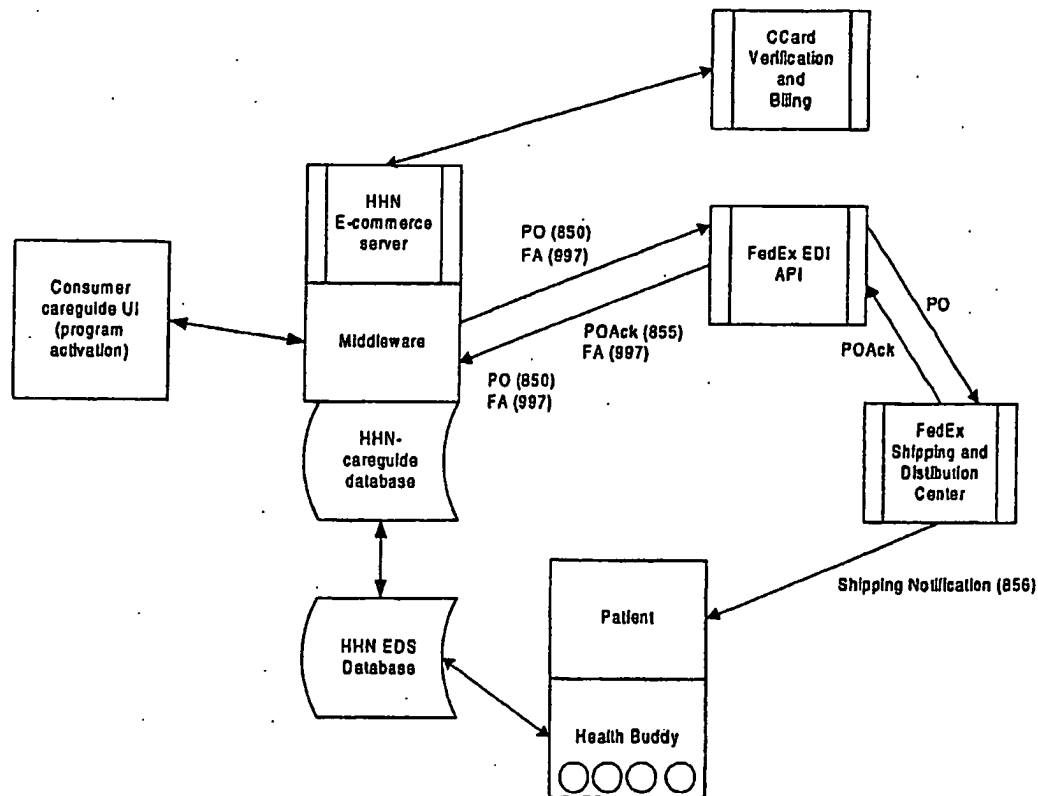 CCard
Verification
and
Billing
HHN
E-commerce
server
PO (850)
FA (997)
FedEx EDI
API
Consumer
careguide UI
(program
activation)
Middleware
POAck (855)
FA (997)
PO
POAck
PO (850)
FA (997)
HHN-
careguide
database
FedEx
Shipping and
Distibution
Center
Shipping Notification (856)
Patient
HHN EDS
Database
Health Buddy